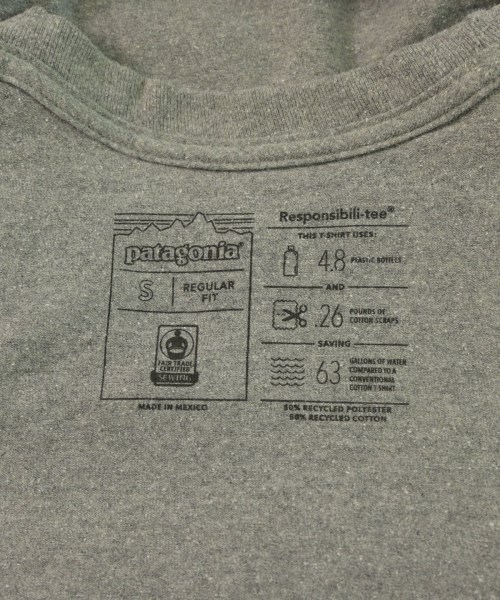 patagonia®
S
REGULAR
FIT
FAIR TRADE
CERTIFIED
SEWING
MADE IN MEXICO
Responsibili-tee®
THIS T-SHIRT USES:
4.8 PLASTIC BOTTLES
AND
.26 POUNDS OF
COTTON SCRAPS
SAVING
63 GALLONS OF WATER
COMPARED TO A
CONVENTIONAL
COTTON T-SHIRT
50% RECYCLED POLYESTER
50% RECYCLED COTTON